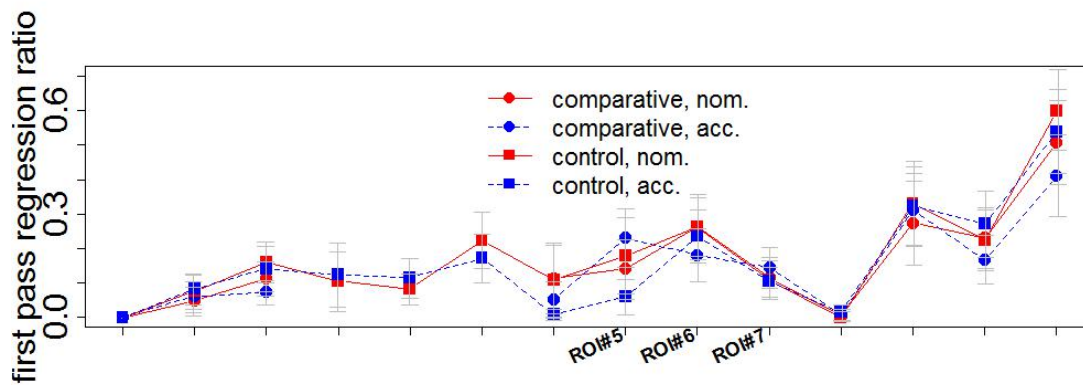 first pass regression ratio
0.0
0.3
0.6
comparative, nom.
comparative, acc.
control, nom.
control, acc.
ROI#5
ROI#6
ROI#7